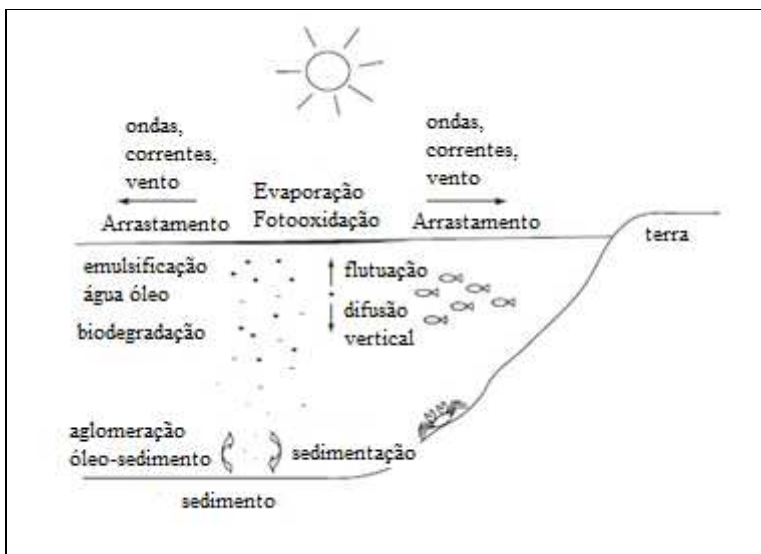 ondas,
correntes,
vento
Arrastamento
Evaporação
Fotooxidação
ondas,
correntes,
vento
Arrastamento
terra
emulsificação
água óleo
biodegradação
flutuação
difusão
vertical
aglomeração
óleo-sedimento
sedimentação
sedimento